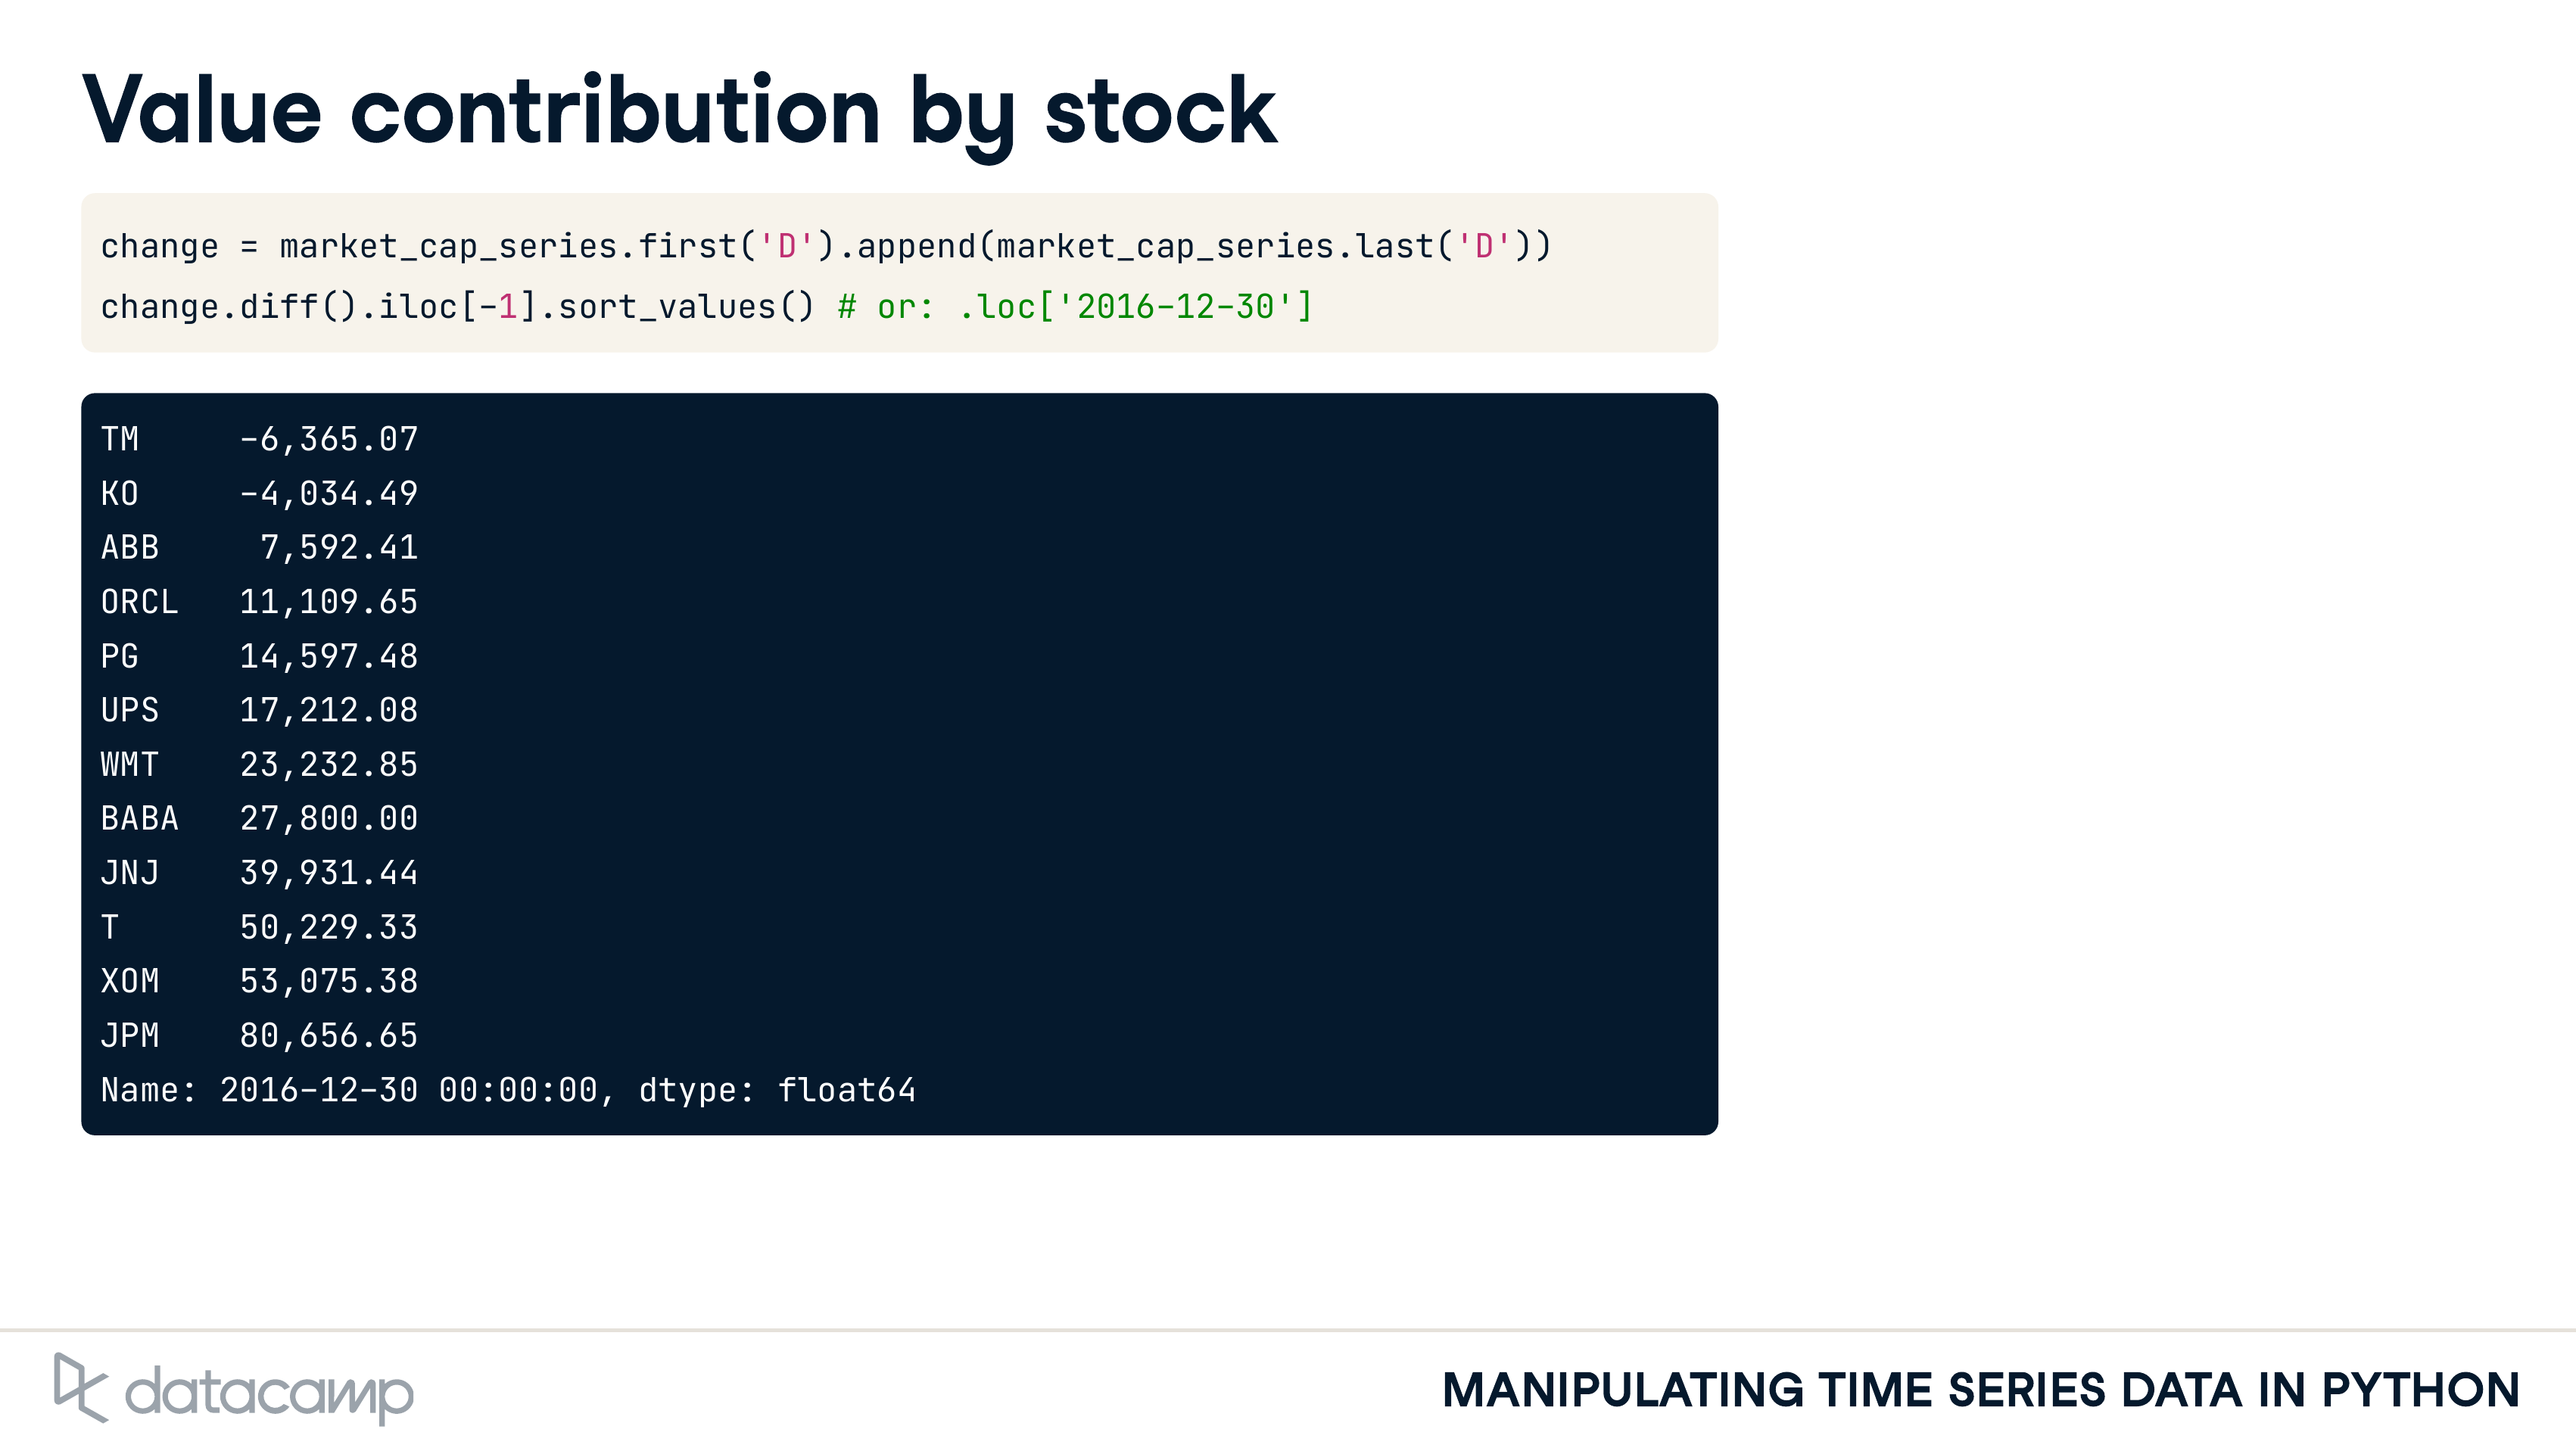 Value contribution by stock
change = market_cap_series.first('D').append(market_cap_series.last('D'))
change.diff().iloc[-1].sort_values() # or: .loc['2016-12-30']
TM     -6,365.07
KO     -4,034.49
ABB     7,592.41
ORCL   11,109.65
PG     14,597.48
UPS    17,212.08
WMT    23,232.85
BABA   27,800.00
JNJ    39,931.44
T      50,229.33
XOM    53,075.38
JPM    80,656.65
Name: 2016-12-30 00:00:00, dtype: float64
datacamp
MANIPULATING TIME SERIES DATA IN PYTHON